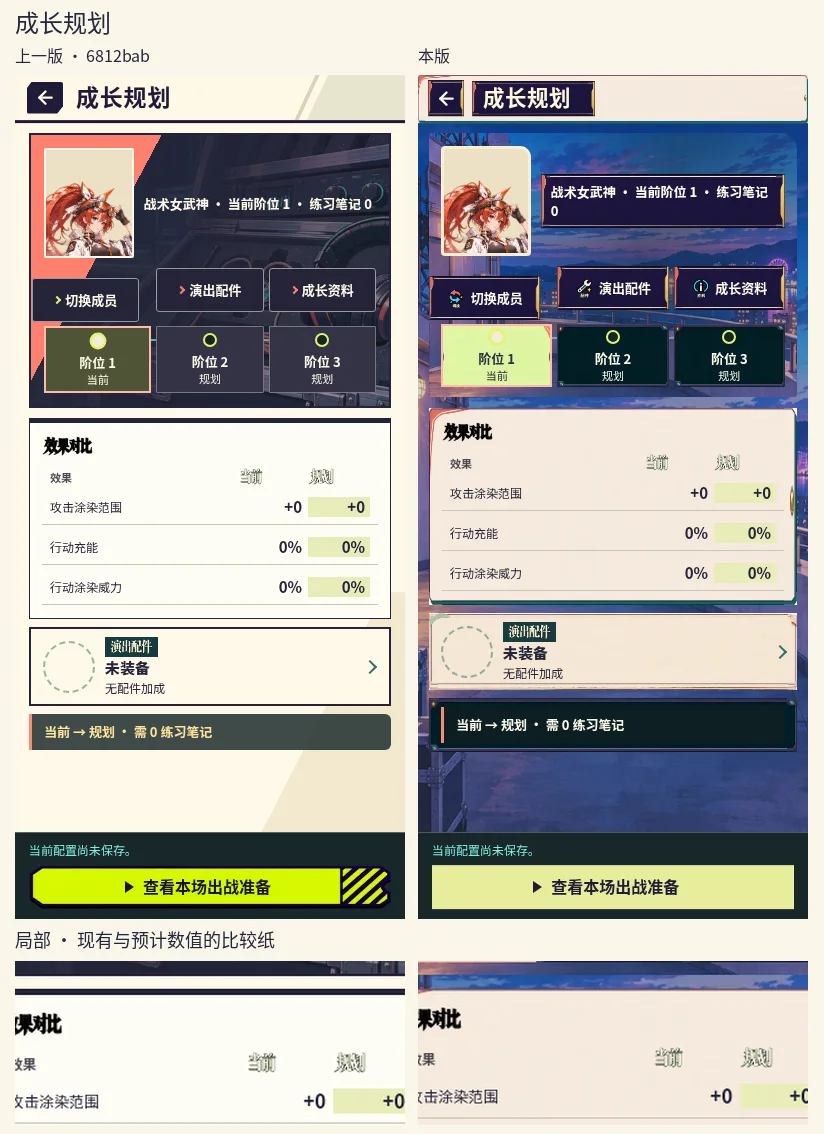 成长规划
上一版 · 6812bab
成长规划
战术女武神 · 当前阶位 1 · 练习笔记 0
切换成员
演出配件
成长资料
阶位 1
当前
阶位 2
规划
阶位 3
规划
效果对比
效果 当前 规划
攻击涂染范围 +0 +0
行动充能 0% 0%
行动涂染威力 0% 0%
演出配件
未装备
无配件加成
当前 → 规划 · 需 0 练习笔记
当前配置尚未保存。
查看本场出战准备
本版
成长规划
战术女武神 · 当前阶位 1 · 练习笔记
0
切换成员
演出配件
成长资料
阶位 1
当前
阶位 2
规划
阶位 3
规划
效果对比
效果 当前 规划
攻击涂染范围 +0 +0
行动充能 0% 0%
行动涂染威力 0% 0%
演出配件
未装备
无配件加成
当前 → 规划 · 需 0 练习笔记
当前配置尚未保存。
查看本场出战准备
局部 · 现有与预计数值的比较纸
果对比
效果 当前 规划
攻击涂染范围 +0 +0
果对比
效果 当前 规划
攻击涂染范围 +0 +0